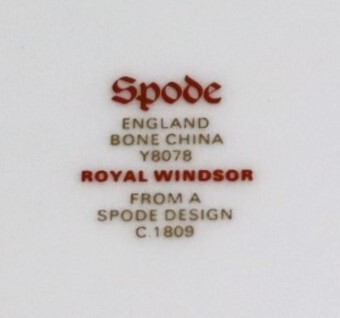 Spode
ENGLAND
BONE CHINA
Y8078
ROYAL WINDSOR
FROM A
SPODE DESIGN
C.1809